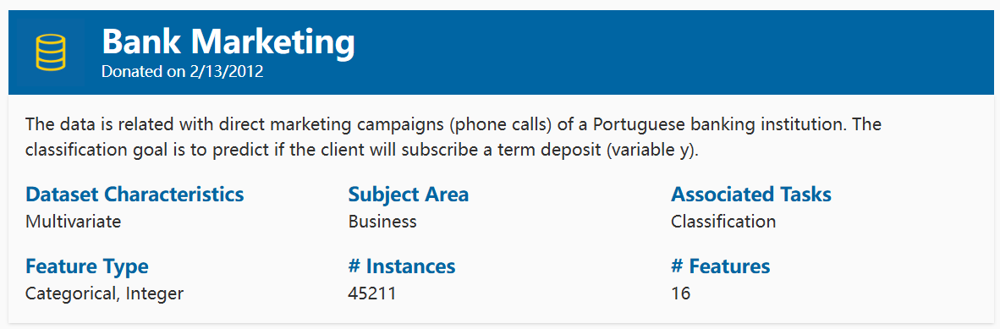 Bank Marketing
Donated on 2/13/2012
The data is related with direct marketing campaigns (phone calls) of a Portuguese banking institution. The
classification goal is to predict if the client will subscribe a term deposit (variable y).
Dataset Characteristics
Multivariate
Subject Area
Business
Associated Tasks
Classification
Feature Type
Categorical, Integer
# Instances
45211
# Features
16